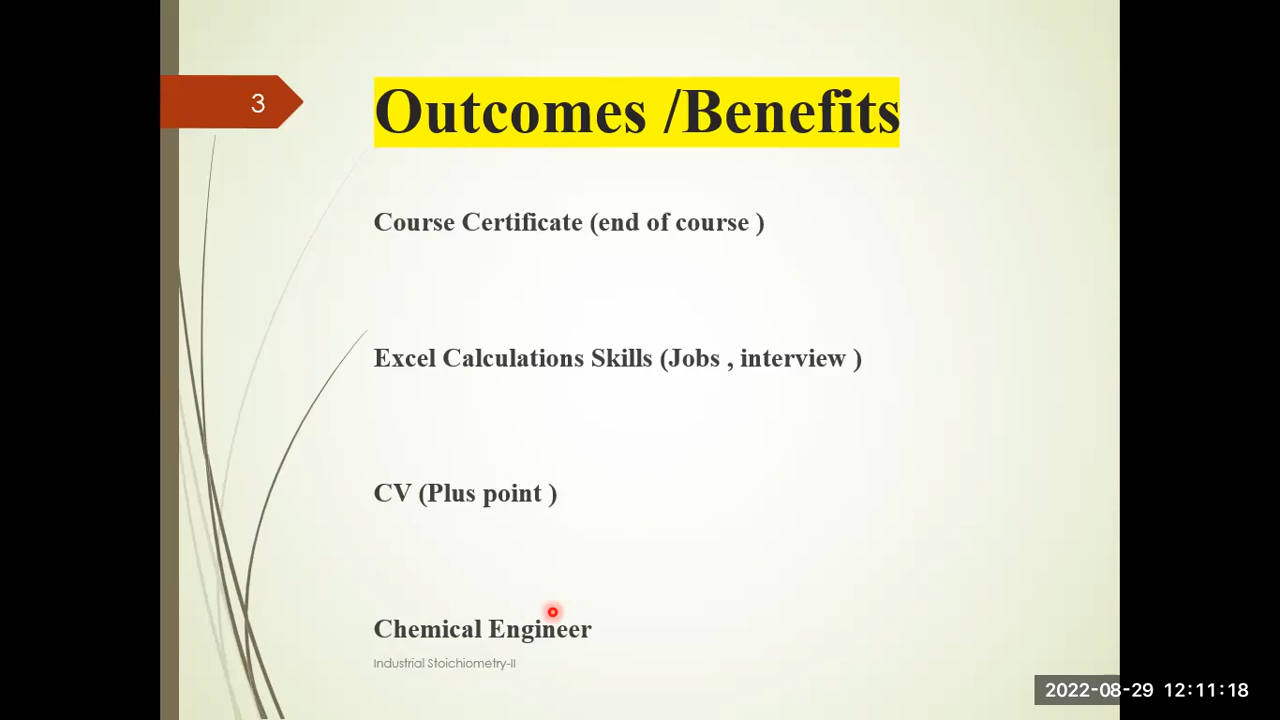 3
Outcomes /Benefits
Course Certificate (end of course )
Excel Calculations Skills (Jobs , interview )
CV (Plus point )
Chemical Engineer
Industrial Stoichiometry-II
2022-08-29 12:11:18